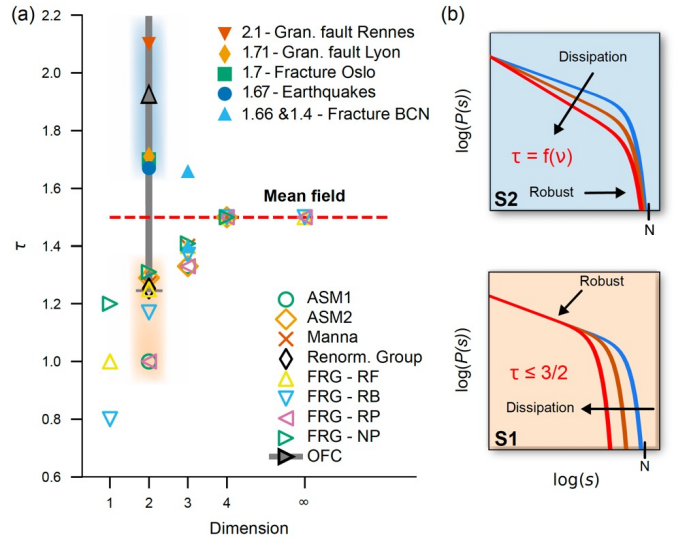 (a)
2.2
2.0
1.8
1.6
1.4
1.2
1.0
0.8
0.6
τ
1
2
3
4
∞
Dimension
2.1 - Gran. fault Rennes
1.71 - Gran. fault Lyon
1.7 - Fracture Oslo
1.67 - Earthquakes
1.66 &1.4 - Fracture BCN
Mean field
ASM1
ASM2
Manna
Renorm. Group
FRG - RF
FRG - RB
FRG - RP
FRG - NP
OFC
(b)
log(P(s))
Dissipation
τ = f(ν)
Robust
S2
N
log(P(s))
Robust
τ ≤ 3/2
Dissipation
S1
N
log(s)